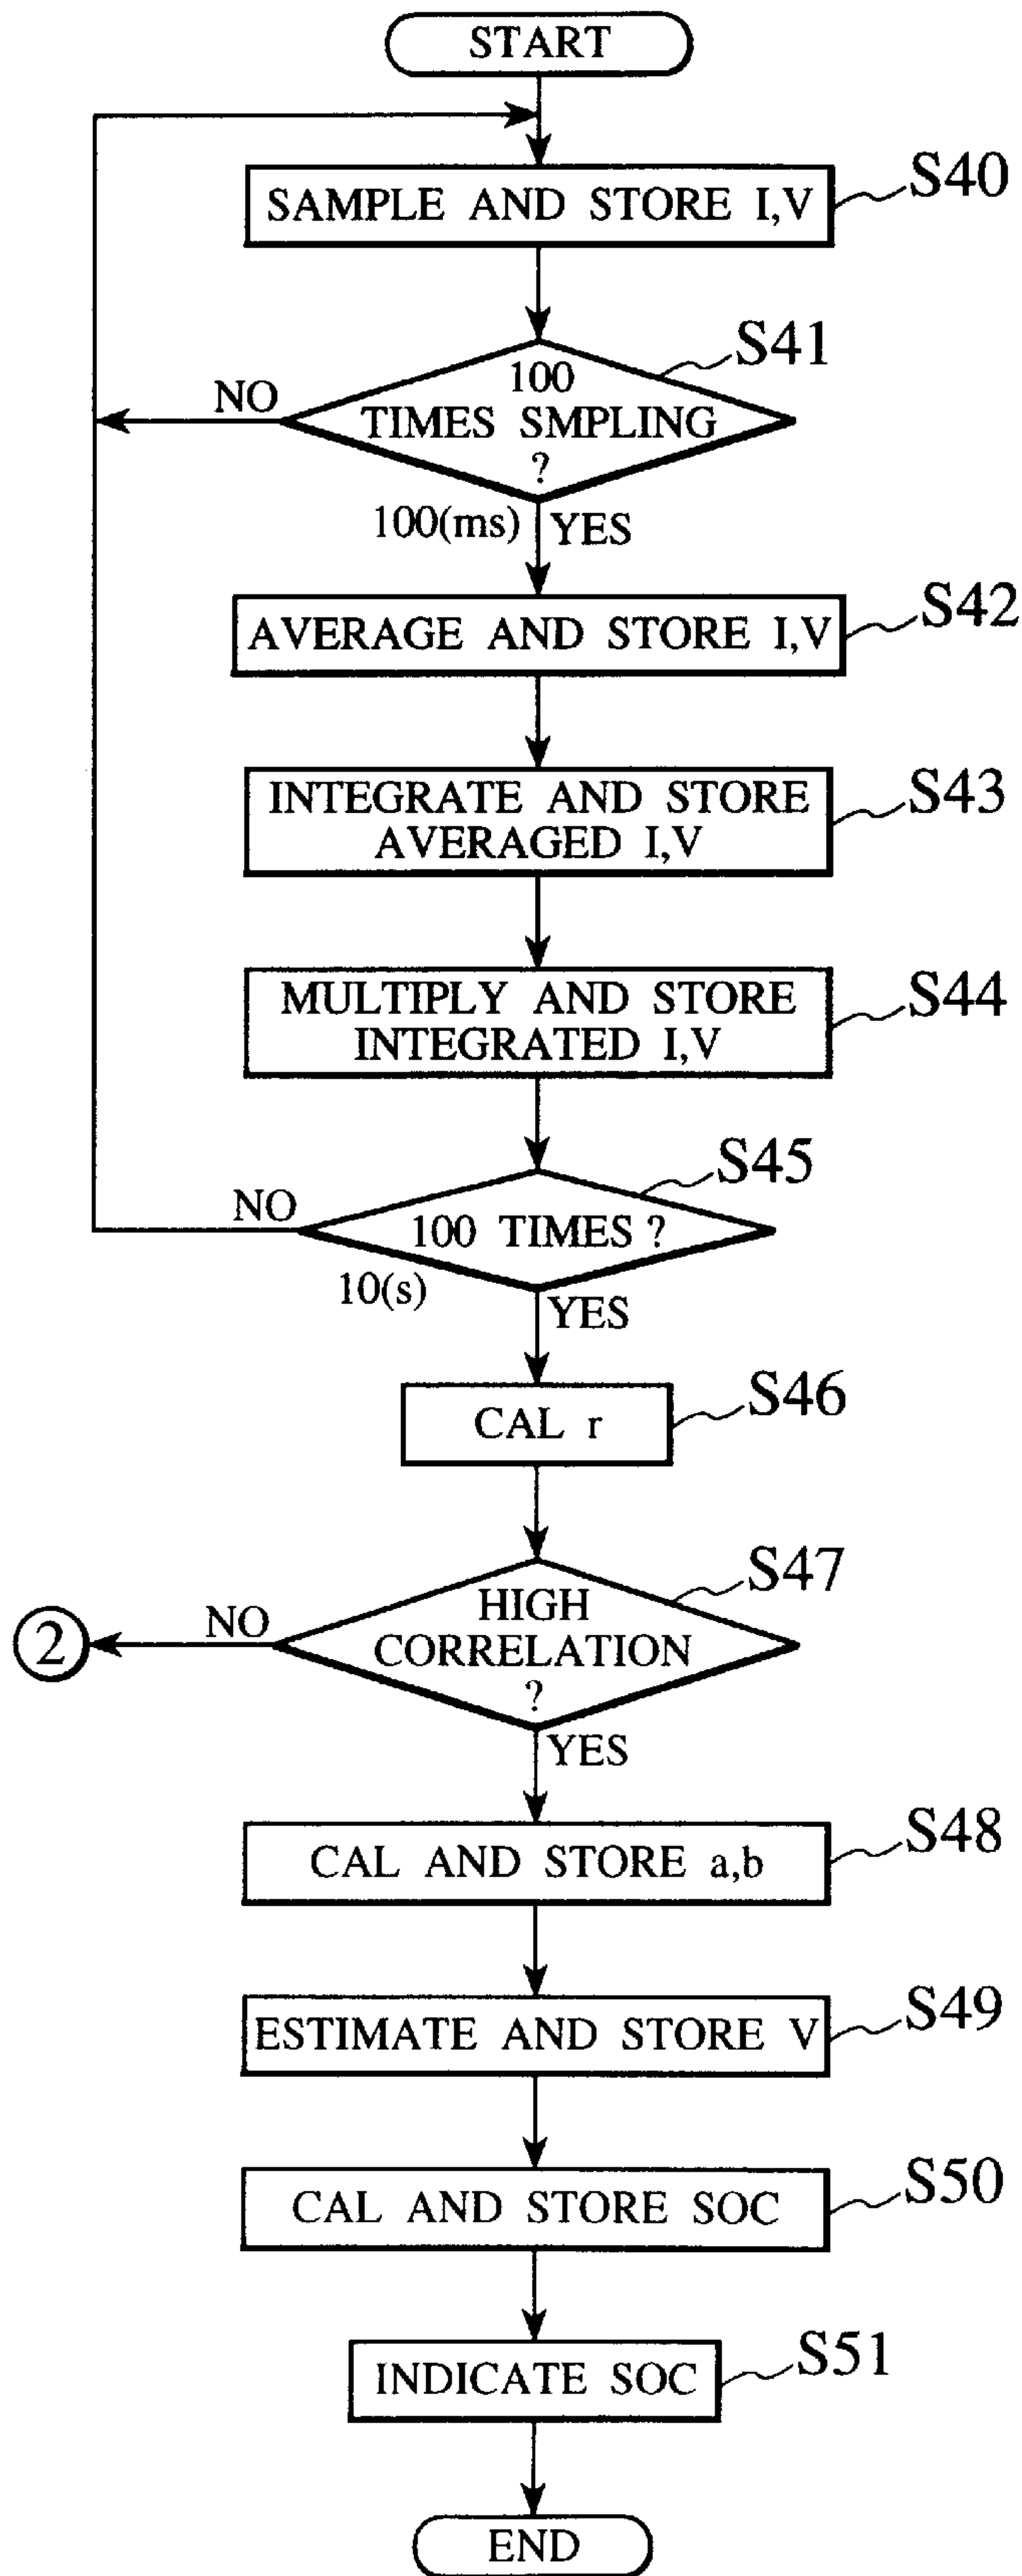 START
SAMPLE AND STORE I,V
S40
100
TIMES SMPLING
?
S41
NO
100(ms)
YES
AVERAGE AND STORE I,V
S42
INTEGRATE AND STORE
AVERAGED I,V
S43
MULTIPLY AND STORE
INTEGRATED I,V
S44
100 TIMES ?
S45
NO
10(s)
YES
CAL r
S46
HIGH
CORRELATION
?
S47
NO
2
YES
CAL AND STORE a,b
S48
ESTIMATE AND STORE V
S49
CAL AND STORE SOC
S50
INDICATE SOC
S51
END